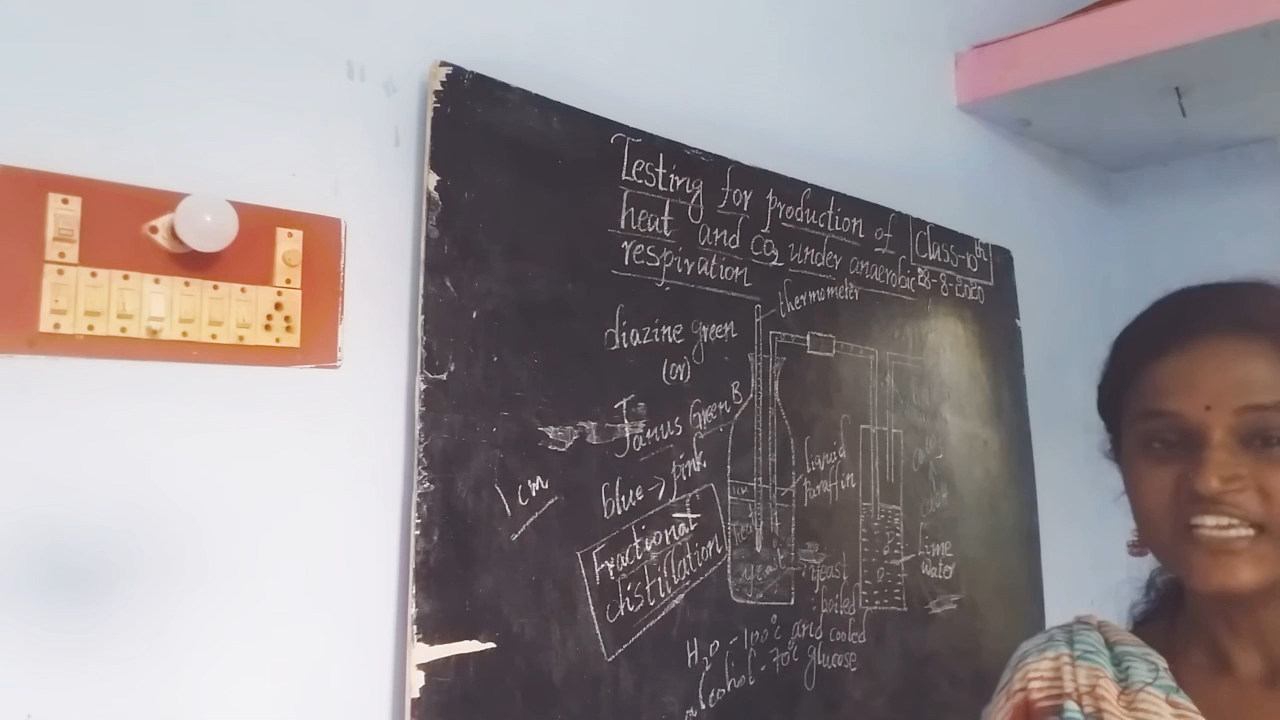 Testing for production of
heat and CO2 under anaerobic
respiration
Class-10th
28-8-2020
thermometer
diazine green
(or)
Janus Green B
blue → pink
1 cm
Fractional
distillation
liquid
Paraffin
1cm
yeast
yeast
boiled
and cooled
glucose
Lime
Water
H2O - 100°c
Alcohol - 70°c